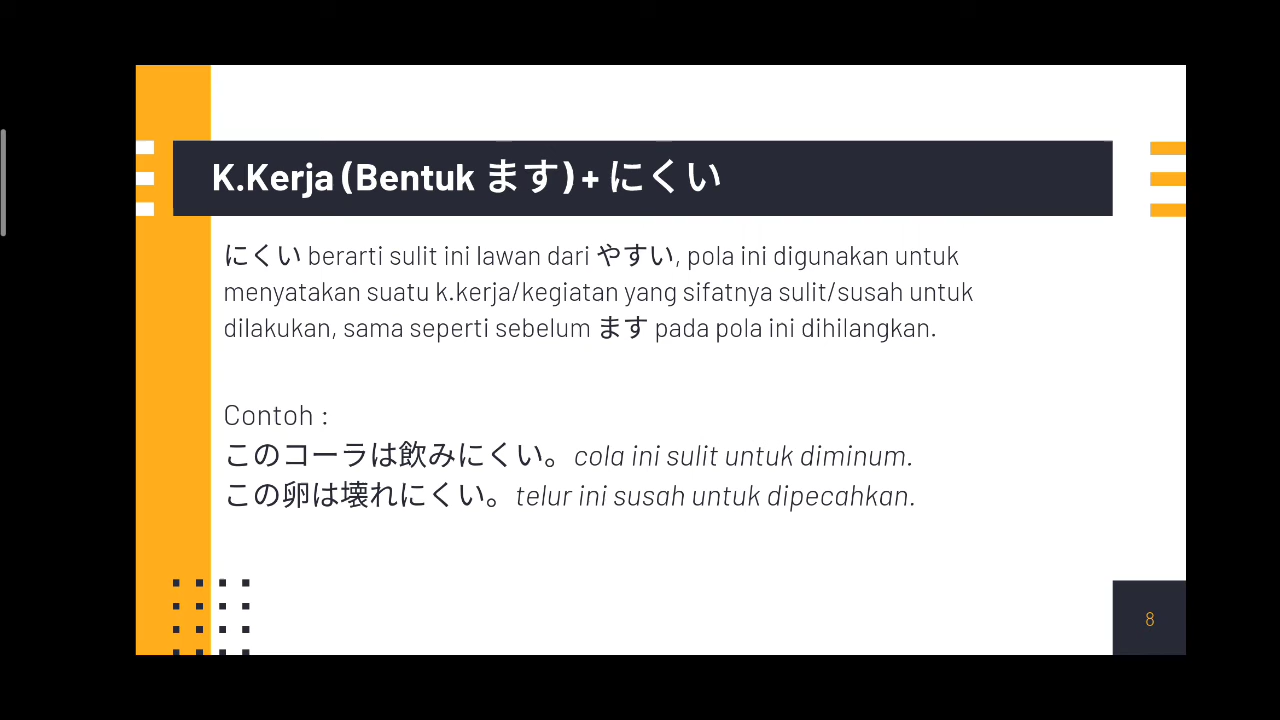 K.Kerja (Bentuk ます) + にくい
にくい berarti sulit ini lawan dari やすい, pola ini digunakan untuk
menyatakan suatu k.kerja/kegiatan yang sifatnya sulit/susah untuk
dilakukan, sama seperti sebelum ます pada pola ini dihilangkan.
Contoh :
このコーラは飲みにくい。cola ini sulit untuk diminum.
この卵は壊れにくい。telur ini susah untuk dipecahkan.
8